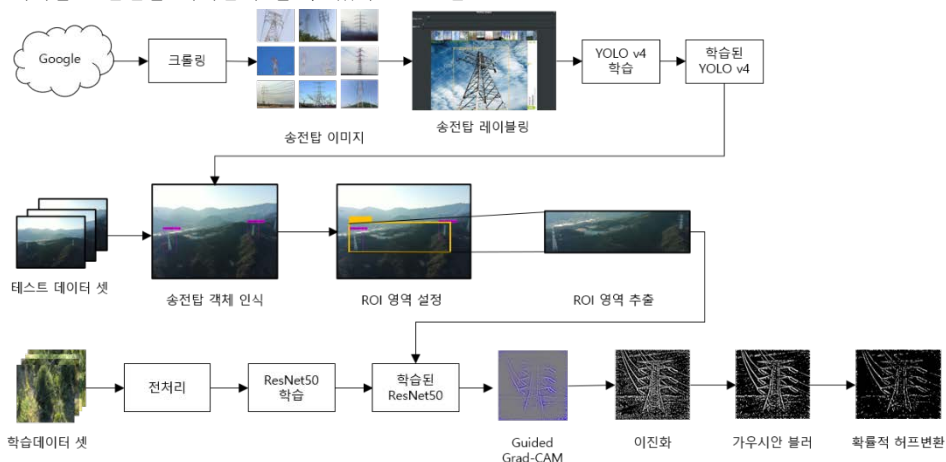 Google
크롤링
송전탑 이미지
송전탑 레이블링
YOLO v4
학습
학습된
YOLO v4
테스트 데이터 셋
송전탑 객체 인식
ROI 영역 설정
ROI 영역 추출
학습데이터 셋
전처리
ResNet50
학습
학습된
ResNet50
Guided
Grad-CAM
이진화
가우시안 블러
확률적 허프변환